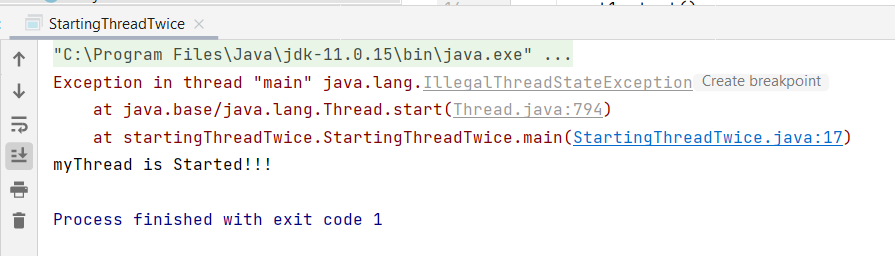 StartingThreadTwice
"C:\Program Files\Java\jdk-11.0.15\bin\java.exe" ...
Exception in thread "main" java.lang.IllegalThreadStateException Create breakpoint
at java.base/java.lang.Thread.start(Thread.java:794)
at startingThreadTwice.StartingThreadTwice.main(StartingThreadTwice.java:17)
myThread is Started!!!
Process finished with exit code 1